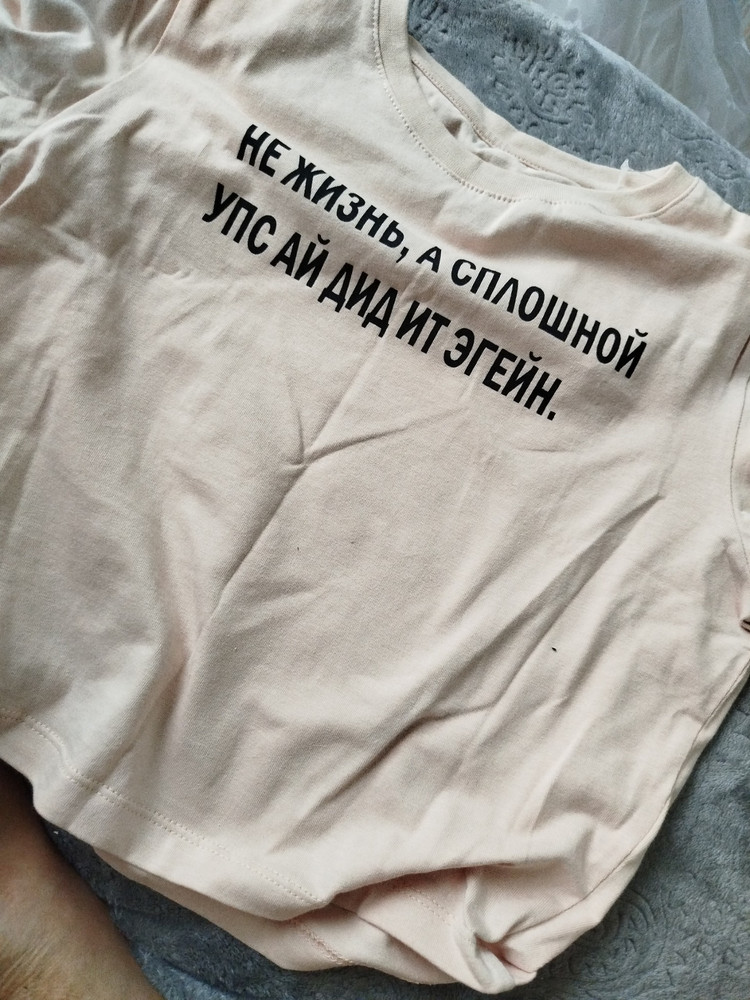 НЕ ЖИЗНЬ, А СПЛОШНОЙ
УПС АЙ ДИД ИТ ЭГЕЙН.